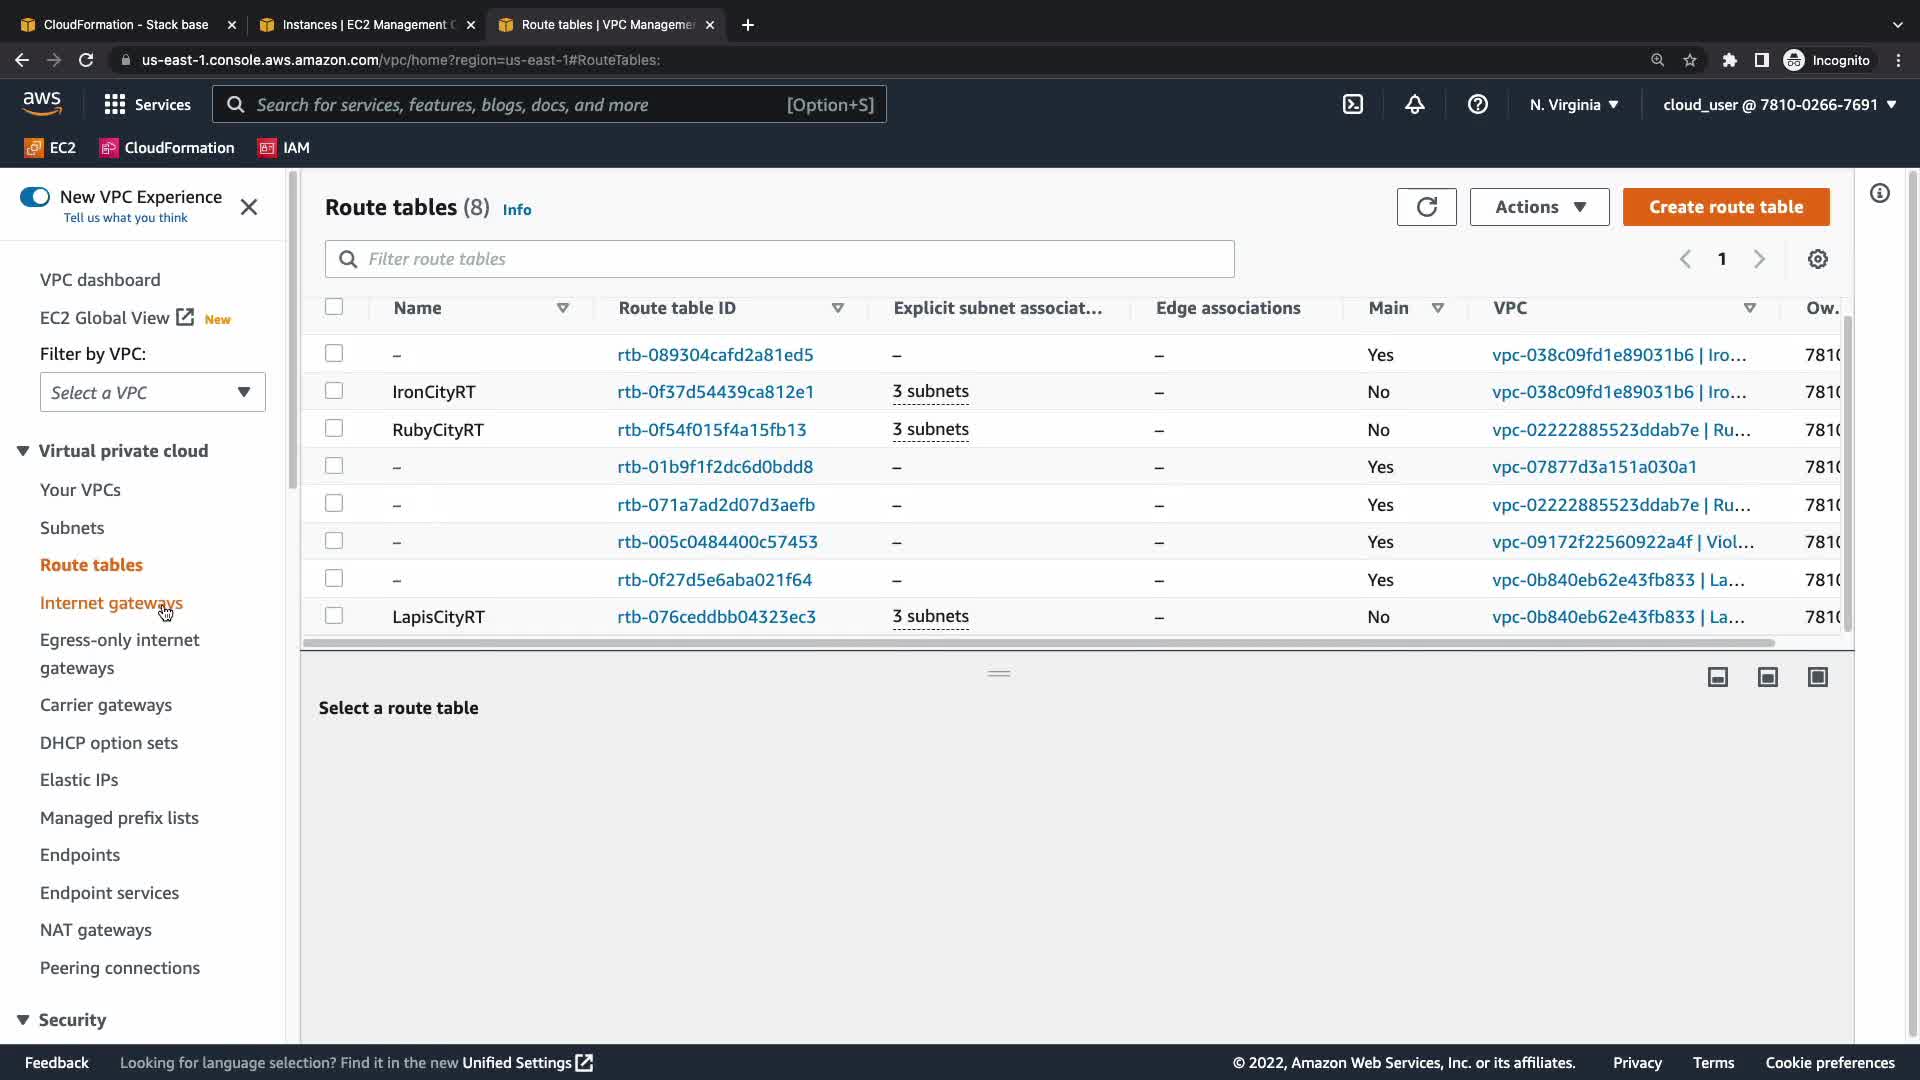 CloudFormation - Stack base
Instances | EC2 Management C
Route tables | VPC Manageme
us-east-1.console.aws.amazon.com/vpc/home?region=us-east-1#RouteTables:
Incognito
aws
Services
Search for services, features, blogs, docs, and more
[Option+S]
N. Virginia
cloud_user @ 7810-0266-7691
EC2
CloudFormation
IAM
New VPC Experience
Tell us what you think
VPC dashboard
EC2 Global View New
Filter by VPC:
Select a VPC
Virtual private cloud
Your VPCs
Subnets
Route tables
Internet gateways
Egress-only internet
gateways
Carrier gateways
DHCP option sets
Elastic IPs
Managed prefix lists
Endpoints
Endpoint services
NAT gateways
Peering connections
Security
Route tables (8) Info
Actions
Create route table
Filter route tables
1
Name Route table ID Explicit subnet associat... Edge associations Main VPC Ow.
– rtb-089304cafd2a81ed5 – – Yes vpc-038c09fd1e89031b6 | Iro... 7810
IronCityRT rtb-0f37d54439ca812e1 3 subnets – No vpc-038c09fd1e89031b6 | Iro... 7810
RubyCityRT rtb-0f54f015f4a15fb13 3 subnets – No vpc-02222885523ddab7e | Ru... 7810
– rtb-01b9f1f2dc6d0bdd8 – – Yes vpc-07877d3a151a030a1 7810
– rtb-071a7ad2d07d3aefb – – Yes vpc-02222885523ddab7e | Ru... 7810
– rtb-005c0484400c57453 – – Yes vpc-09172f22560922a4f | Viol... 7810
– rtb-0f27d5e6aba021f64 – – Yes vpc-0b840eb62e43fb833 | La... 7810
LapisCityRT rtb-076ceddbb04323ec3 3 subnets – No vpc-0b840eb62e43fb833 | La... 7810
Select a route table
Feedback
Looking for language selection? Find it in the new Unified Settings
© 2022, Amazon Web Services, Inc. or its affiliates.
Privacy
Terms
Cookie preferences